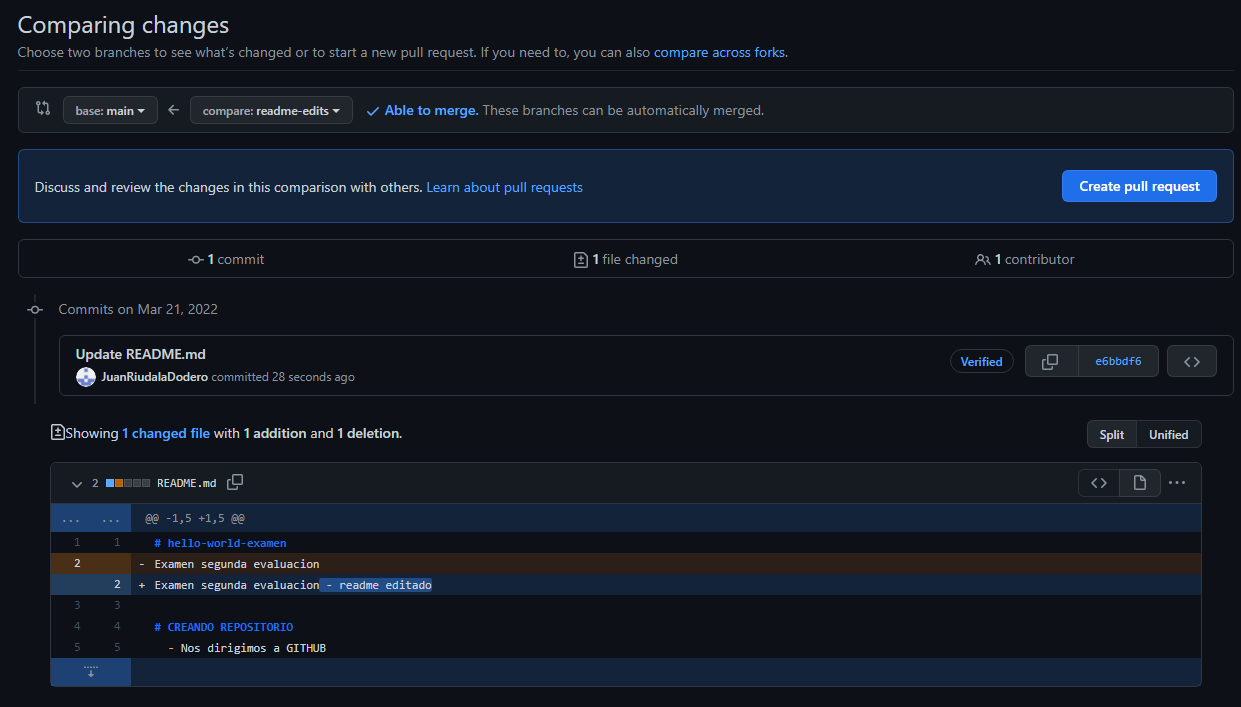 Comparing changes
Choose two branches to see what's changed or to start a new pull request. If you need to, you can also compare across forks.
base: main compare: readme-edits Able to merge. These branches can be automatically merged.
Discuss and review the changes in this comparison with others. Learn about pull requests Create pull request
1 commit 1 file changed 1 contributor
Commits on Mar 21, 2022
Update README.md
JuanRiudalaDodero committed 28 seconds ago Verified e6bbdf6
Showing 1 changed file with 1 addition and 1 deletion. Split Unified
2 README.md
... ... @@ -1,5 +1,5 @@
1 1 # hello-world-examen
2 - Examen segunda evaluacion
2 + Examen segunda evaluacion - readme editado
3 3
4 4 # CREANDO REPOSITORIO
5 5 - Nos dirigimos a GITHUB